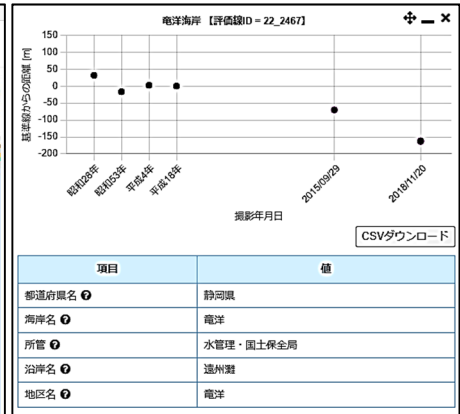 竜洋海岸 【評価線ID = 22_2467】
150
100
50
0
-50
-100
-150
-200
基準線からの距離 [m]
昭和28年
昭和53年
平成4年
平成18年
2015/09/29
2018/11/20
撮影年月日
CSVダウンロード
項目 値
都道府県名 ? 静岡県
海岸名 ? 竜洋
所管 ? 水管理・国土保全局
沿岸名 ? 遠州灘
地区名 ? 竜洋